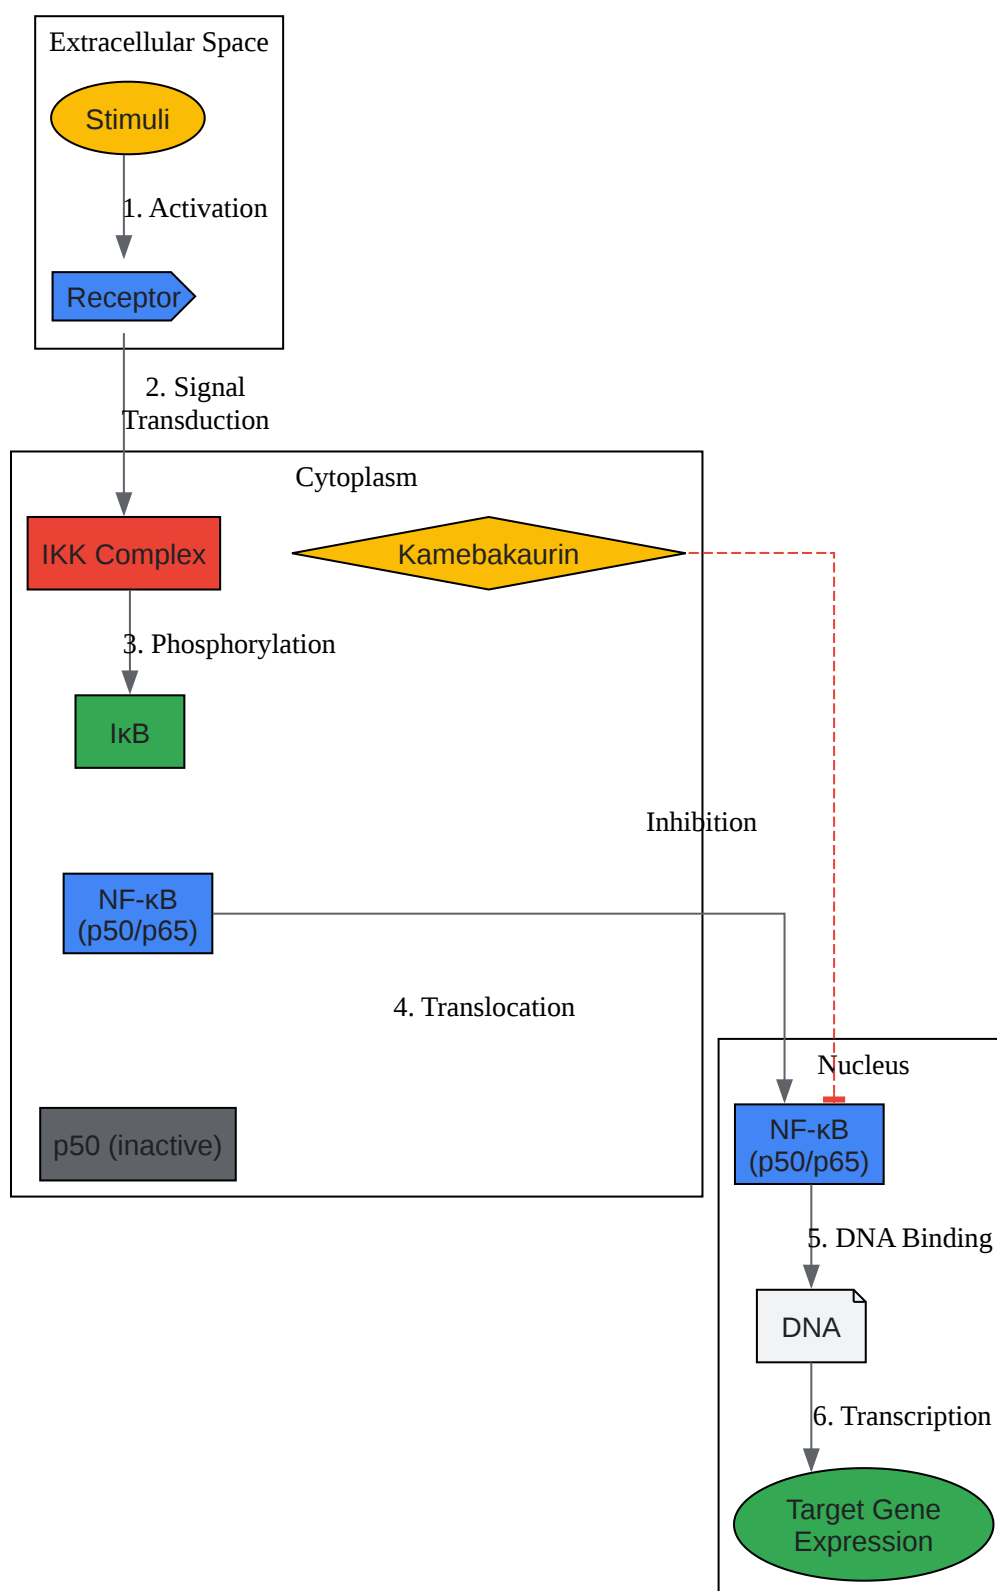 Extracellular Space
Stimuli
1. Activation
Receptor
2. Signal
Transduction
Cytoplasm
IKK Complex
Kamebakaurin
3. Phosphorylation
IκB
Inhibition
NF-κB
(p50/p65)
4. Translocation
Nucleus
p50 (inactive)
NF-κB
(p50/p65)
5. DNA Binding
DNA
6. Transcription
Target Gene
Expression